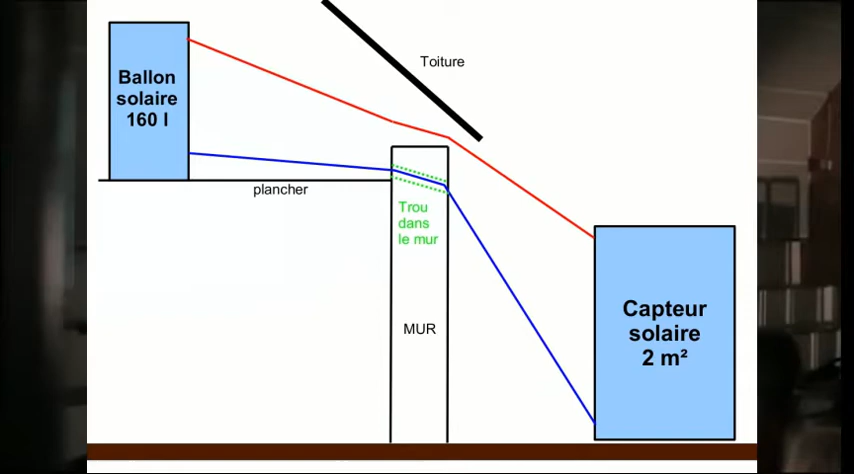 Ballon
solaire
160 l
Toiture
plancher
Trou
dans
le mur
MUR
Capteur
solaire
2 m²